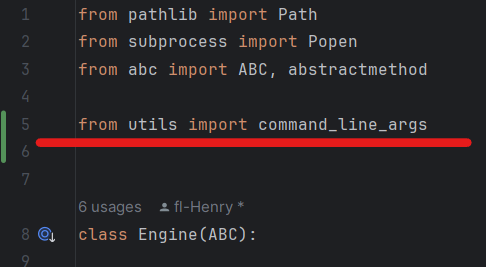 1 from pathlib import Path
2 from subprocess import Popen
3 from abc import ABC, abstractmethod
4
5 from utils import command_line_args
6
7
6 usages fl-Henry *
8 class Engine(ABC):
9